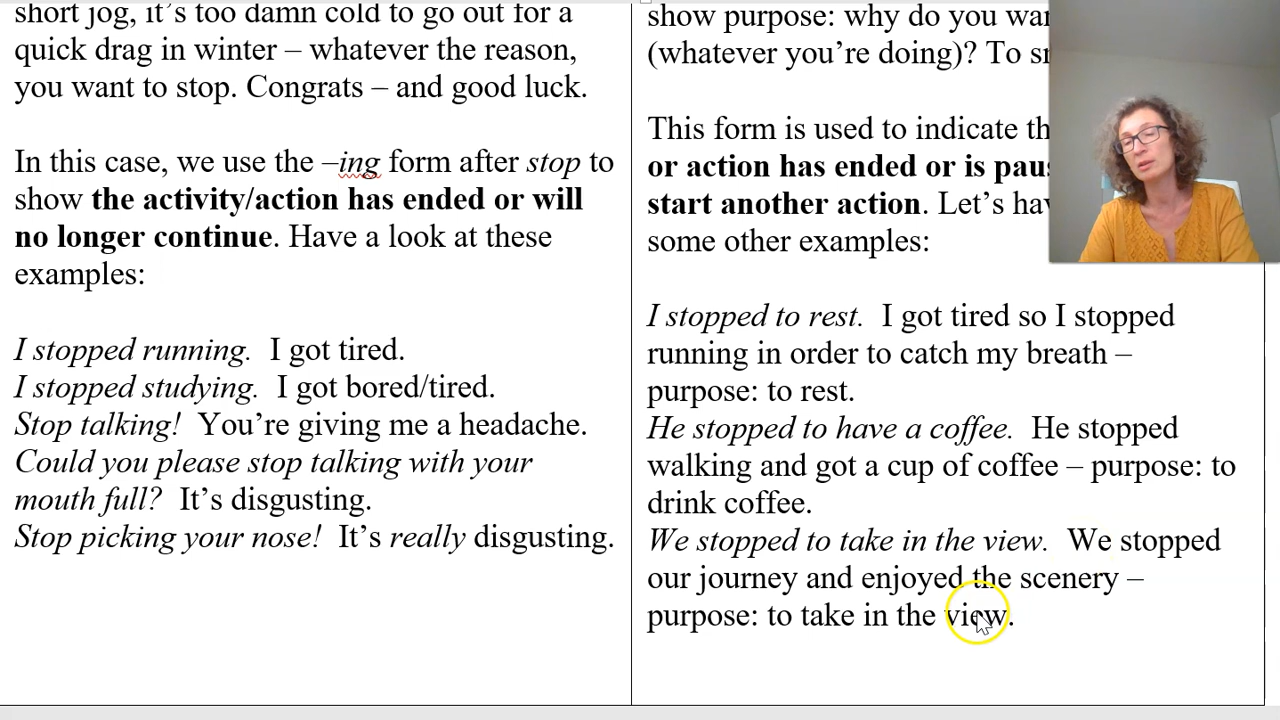 short jog, it's too damn cold to go out for a
quick drag in winter – whatever the reason,
you want to stop. Congrats – and good luck.
In this case, we use the –ing form after stop to
show the activity/action has ended or will
no longer continue. Have a look at these
examples:
I stopped running. I got tired.
I stopped studying. I got bored/tired.
Stop talking! You're giving me a headache.
Could you please stop talking with your
mouth full? It's disgusting.
Stop picking your nose! It's really disgusting.
show purpose: why do you
(whatever you're doing)? To
This form is used to indicate
or action has ended or is
start another action. Let's
some other examples:
I stopped to rest. I got tired so I stopped
running in order to catch my breath –
purpose: to rest.
He stopped to have a coffee. He stopped
walking and got a cup of coffee – purpose: to
drink coffee.
We stopped to take in the view. We stopped
our journey and enjoyed the scenery –
purpose: to take in the view.